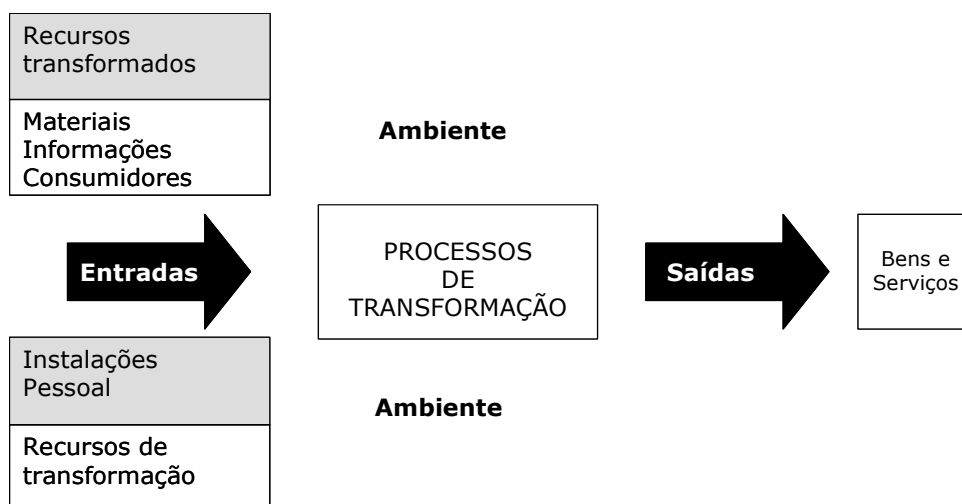 Recursos
transformados
Materiais
Informações
Consumidores
Ambiente
Entradas
PROCESSOS
DE
TRANSFORMAÇÃO
Saídas
Bens e
Serviços
Instalações
Pessoal
Ambiente
Recursos de
transformação